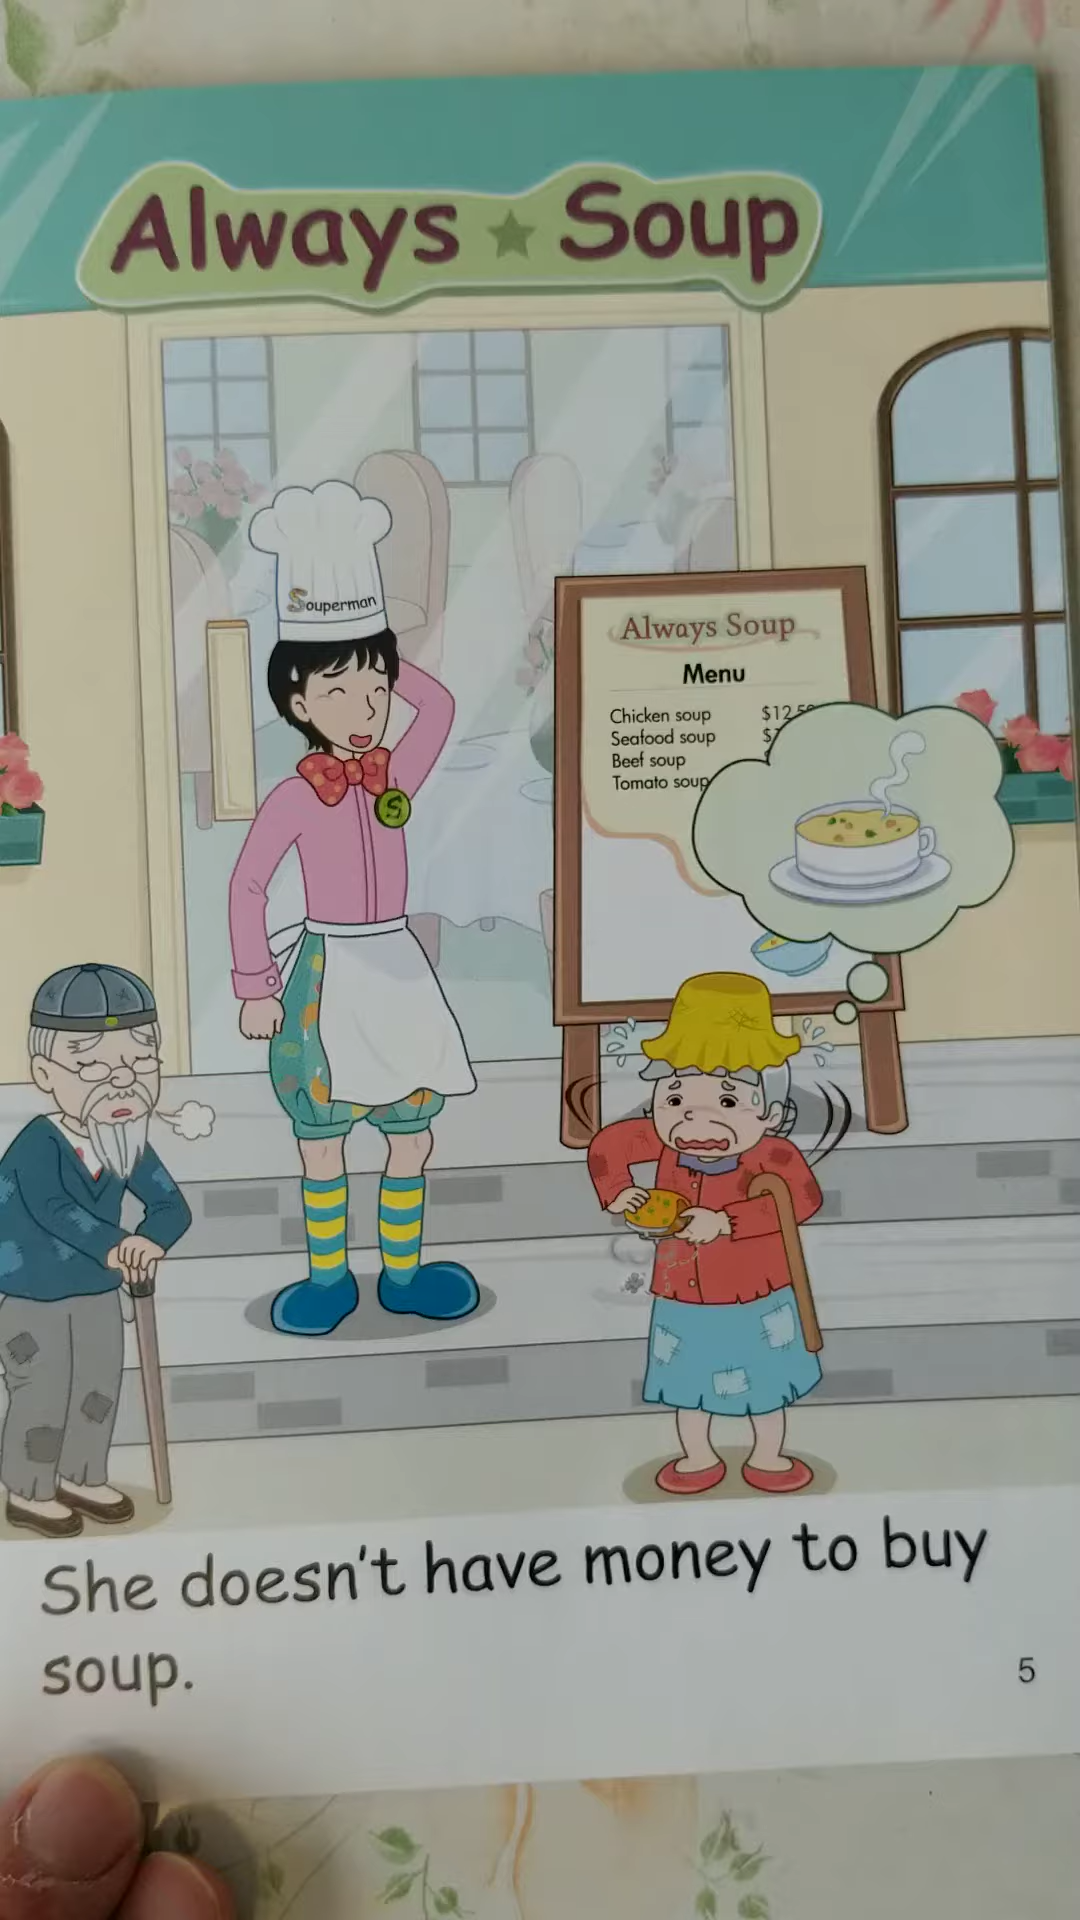 Always Soup
Souperman
S
Always Soup
Menu
Chicken soup
Seafood soup
Beef soup
Tomato soup
She doesn't have money to buy
soup.
5